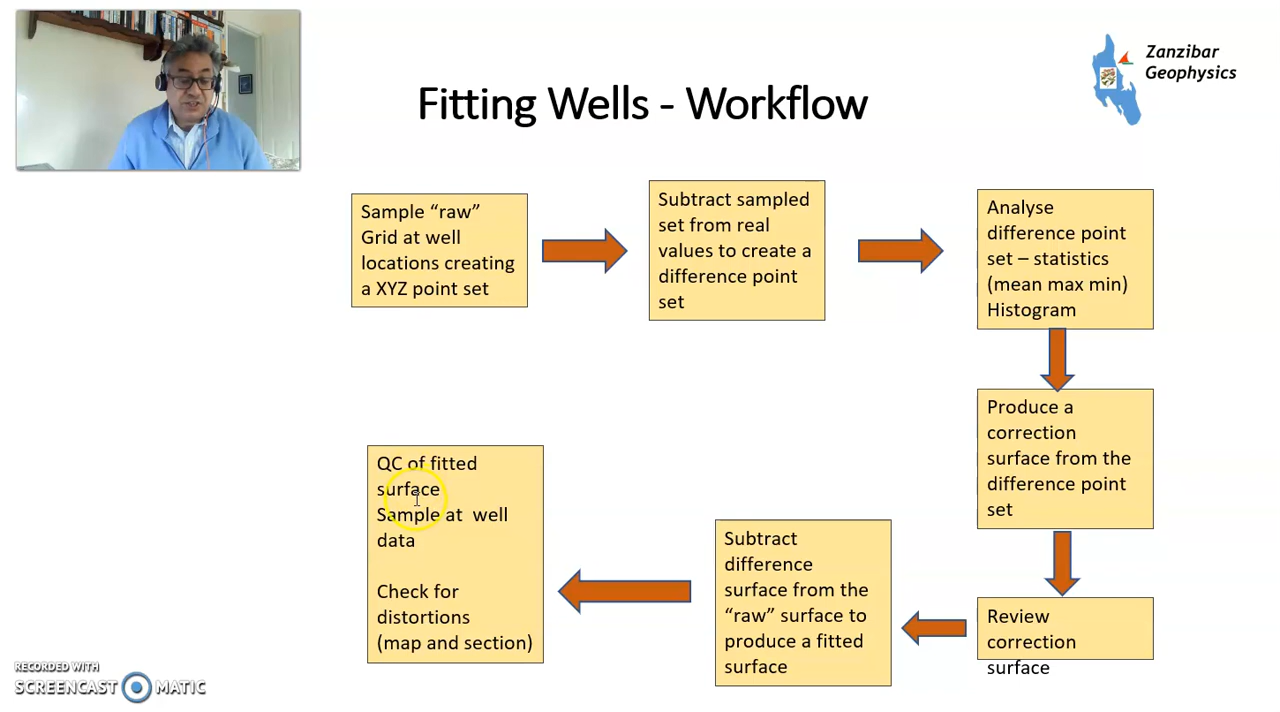 Zanzibar
Geophysics
Fitting Wells - Workflow
Sample “raw”
Grid at well
locations creating
a XYZ point set
Subtract sampled
set from real
values to create a
difference point
set
Analyse
difference point
set – statistics
(mean max min)
Histogram
Produce a
correction
surface from the
difference point
set
Review
correction
surface
Subtract
difference
surface from the
“raw” surface to
produce a fitted
surface
QC of fitted
surface
Sample at  well
data
Check for
distortions
(map and section)
RECORDED WITH
SCREENCAST MATIC